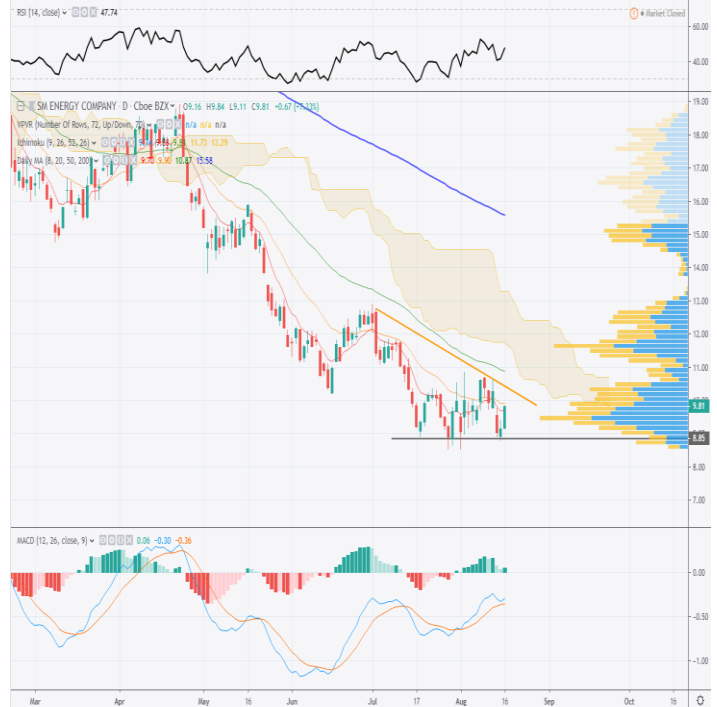 RSI (14, close) 47.74
Market Closed
60.00
40.00
SM ENERGY COMPANY · D · Cboe BZX O9.16 H9.84 L9.11 C9.81 +0.67 (+7.33%)
VPVR (Number Of Rows, 72, Up/Down, 70) n/a n/a n/a
Ichimoku (9, 26, 52, 26) 11.73 13.29
Daily MA (8, 20, 50, 200) 10.87 15.58
19.00
18.00
17.00
16.00
15.00
14.00
13.00
12.00
11.00
10.00
9.81
8.85
8.00
7.00
MACD (12, 26, close, 9) 0.06 -0.30 -0.36
0.00
-0.50
-1.00
Mar Apr May 16 Jun Jul 17 Aug 16 Sep Oct 16